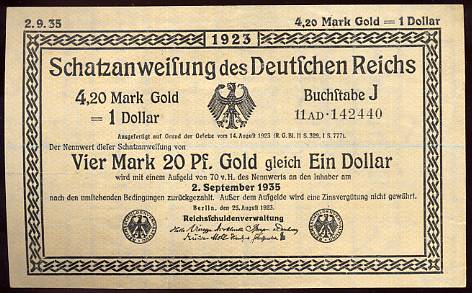 2.9.35 4,20 Mark Gold = 1 Dollar
1923
Schatzanweisung des Deutschen Reichs
4,20 Mark Gold
= 1 Dollar
Buchstabe J
11AD·142440
Ausgefertigt auf Grund der Gesetze vom 14. August 1923 (R. G. Bl. II S. 329, I S. 777).
Der Nennwert dieser Schatzanweisung von
Vier Mark 20 Pf. Gold gleich Ein Dollar
wird mit einem Aufgeld von 70 v. H. des Nennwerts an den Inhaber am
2. September 1935
nach den umstehenden Bedingungen zurückgezahlt. Außer dem Aufgelde wird eine Zinsvergütung nicht gewährt.
Berlin, den 25. August 1923.
Reichsschuldenverwaltung